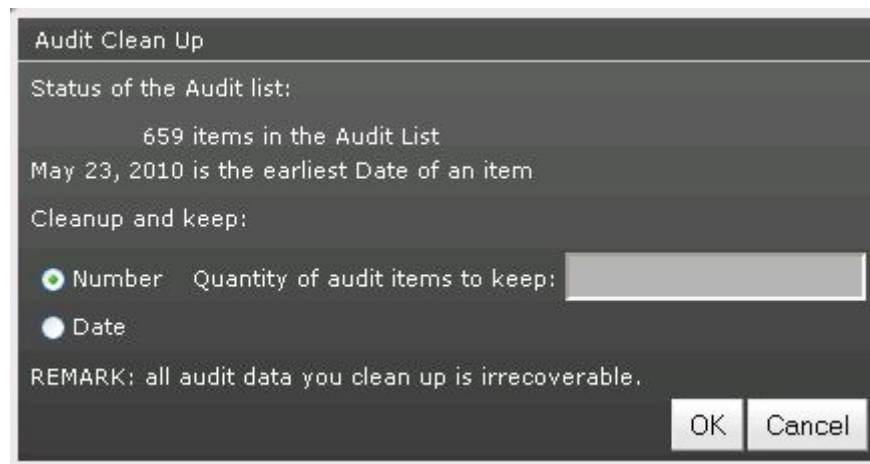 Audit Clean Up
Status of the Audit list:
659 items in the Audit List
May 23, 2010 is the earliest Date of an item
Cleanup and keep:
Number Quantity of audit items to keep:
Date
REMARK: all audit data you clean up is irrecoverable.
OK Cancel